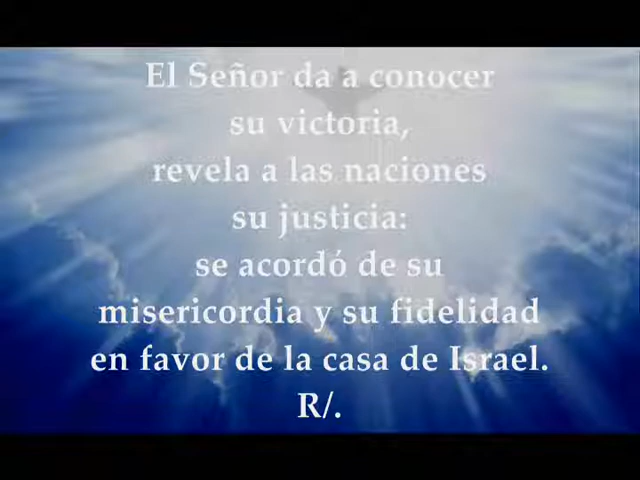 El Señor da a conocer
su victoria,
revela a las naciones
su justicia:
se acordó de su
misericordia y su fidelidad
en favor de la casa de Israel.
R/.